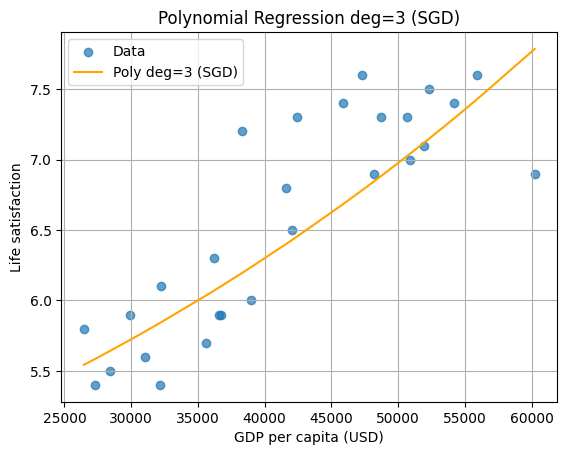 Polynomial Regression deg=3 (SGD)
Data
Poly deg=3 (SGD)
Life satisfaction
7.5
7.0
6.5
6.0
5.5
25000 30000 35000 40000 45000 50000 55000 60000
GDP per capita (USD)